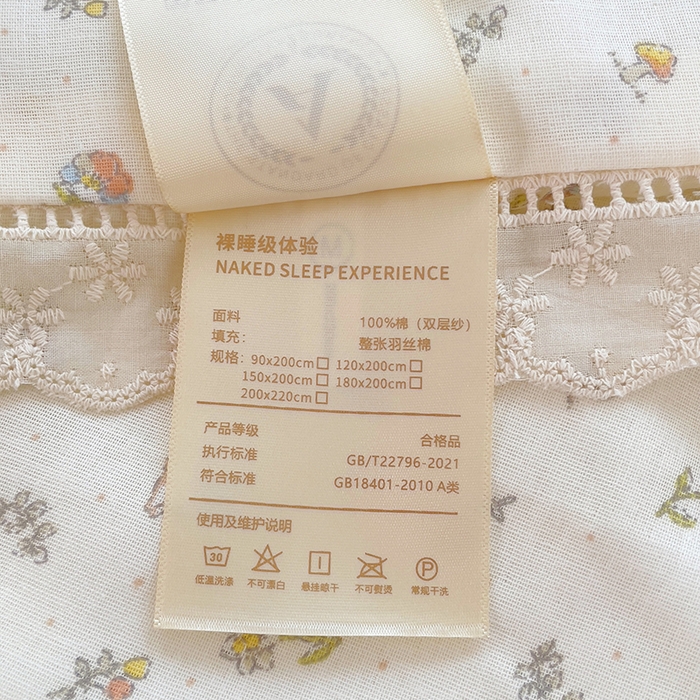 裸睡级体验
NAKED SLEEP EXPERIENCE
面料 100%棉（双层纱）
填充： 整张羽丝棉
规格： 90x200cm 120x200cm
150x200cm 180x200cm
200x220cm
产品等级 合格品
执行标准 GB/T22796-2021
符合标准 GB18401-2010 A类
使用及维护说明
30
低温洗涤 不可漂白 悬挂晾干 不可熨烫 常规干洗
P